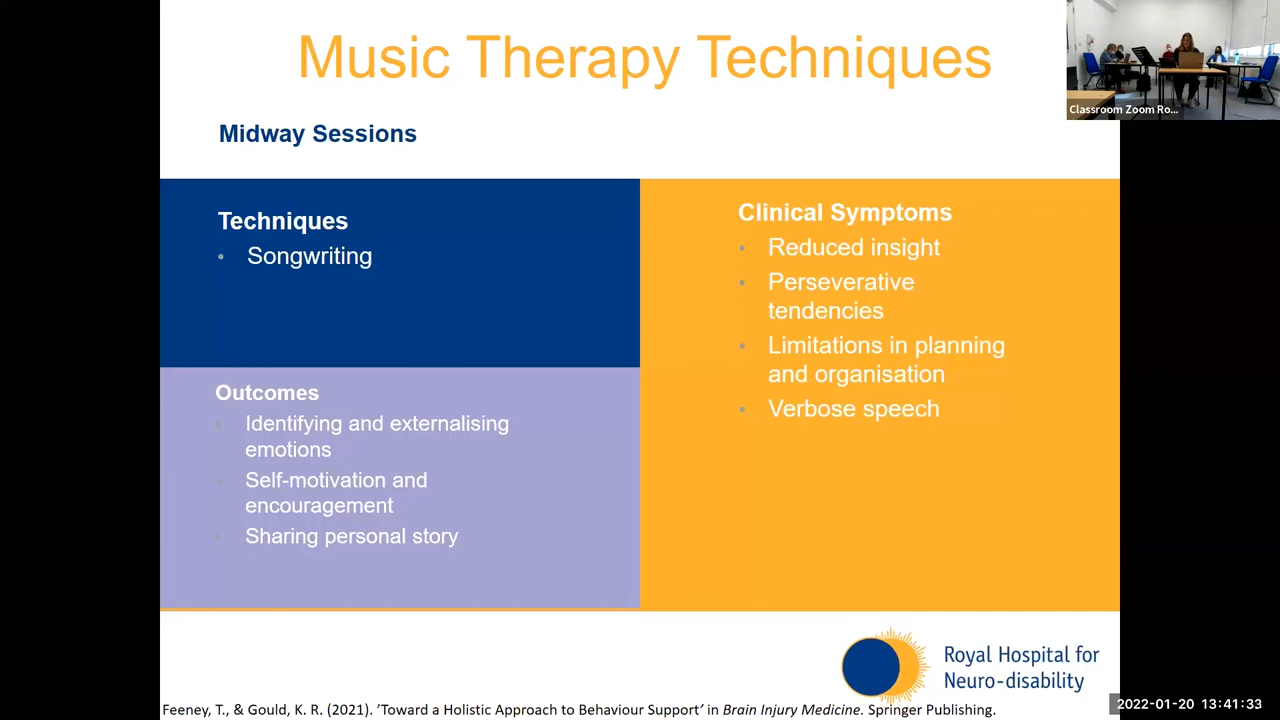 Music Therapy Techniques
Classroom Zoom Ro...
Midway Sessions
Techniques
• Songwriting
Outcomes
• Identifying and externalising
emotions
• Self-motivation and
encouragement
• Sharing personal story
Clinical Symptoms
• Reduced insight
• Perseverative
tendencies
• Limitations in planning
and organisation
• Verbose speech
Royal Hospital for
Neuro-disability
Feeney, T., & Gould, K. R. (2021). 'Toward a Holistic Approach to Behaviour Support' in Brain Injury Medicine. Springer Publishing.
2022-01-20 13:41:33